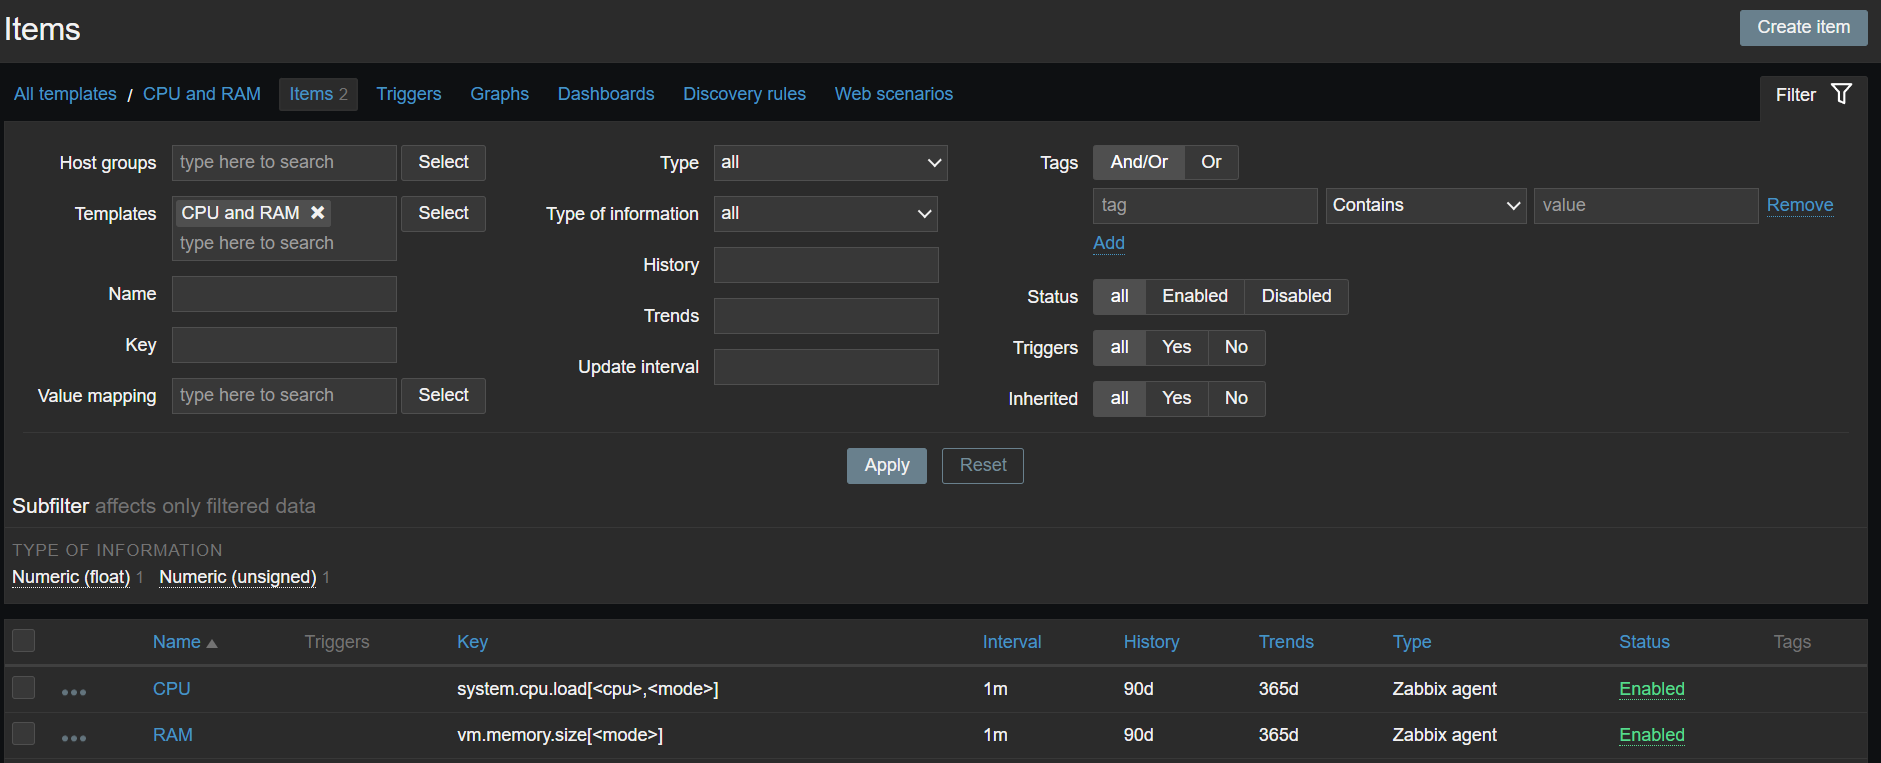 Items
Create item
All templates / CPU and RAM Items 2 Triggers Graphs Dashboards Discovery rules Web scenarios
Filter
Host groups type here to search Select
Templates CPU and RAM Select
type here to search
Name
Key
Value mapping type here to search Select
Type all
Type of information all
History
Trends
Update interval
Tags And/Or Or
tag Contains value Remove
Add
Status all Enabled Disabled
Triggers all Yes No
Inherited all Yes No
Apply Reset
Subfilter affects only filtered data
TYPE OF INFORMATION
Numeric (float) 1 Numeric (unsigned) 1
Name Triggers Key Interval History Trends Type Status Tags
CPU system.cpu.load[<cpu>,<mode>] 1m 90d 365d Zabbix agent Enabled
RAM vm.memory.size[<mode>] 1m 90d 365d Zabbix agent Enabled